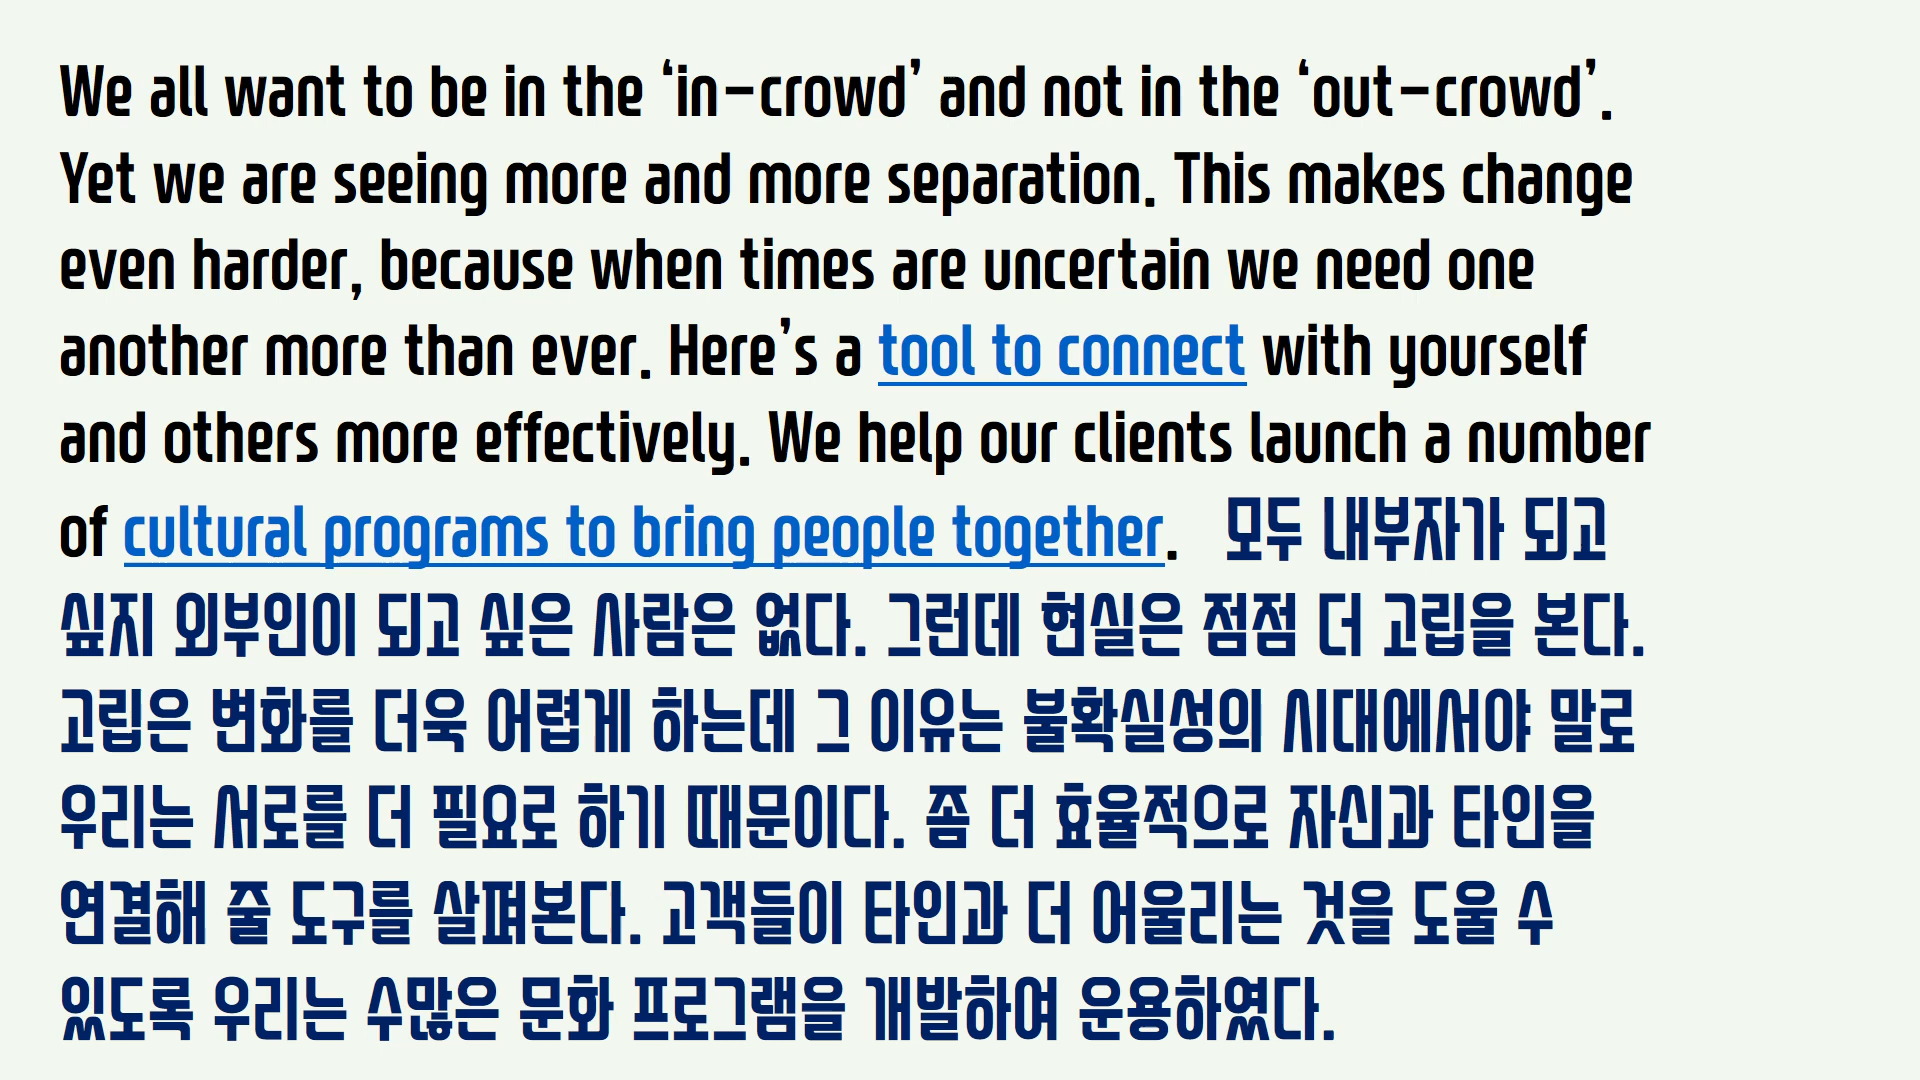 We all want to be in the ‘in-crowd’ and not in the ‘out-crowd’.
Yet we are seeing more and more separation. This makes change
even harder, because when times are uncertain we need one
another more than ever. Here’s a tool to connect with yourself
and others more effectively. We help our clients launch a number
of cultural programs to bring people together. 모두 내부자가 되고
싶지 외부인이 되고 싶은 사람은 없다. 그런데 현실은 점점 더 고립을 본다.
고립은 변화를 더욱 어렵게 하는데 그 이유는 불확실성의 시대에서야 말로
우리는 서로를 더 필요로 하기 때문이다. 좀 더 효율적으로 자신과 타인을
연결해 줄 도구를 살펴본다. 고객들이 타인과 더 어울리는 것을 도울 수
있도록 우리는 수많은 문화 프로그램을 개발하여 운용하였다.